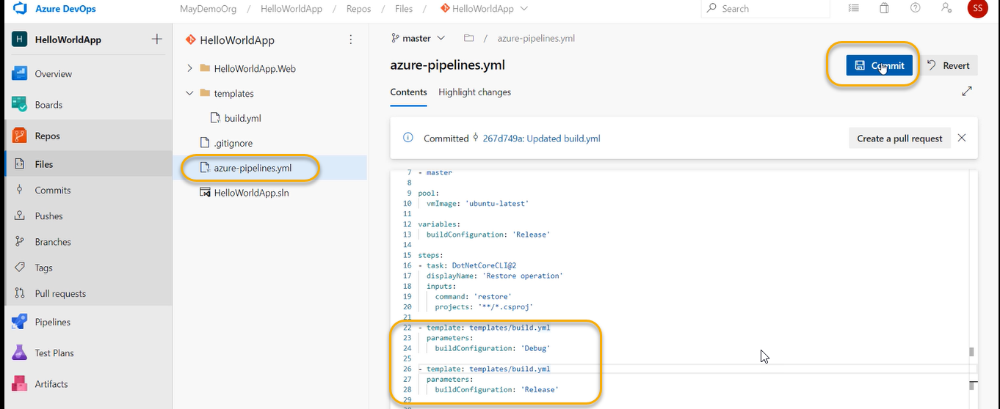 Azure DevOps
MayDemoOrg / HelloWorldApp / Repos / Files / HelloWorldApp
Search
SS
H HelloWorldApp
Overview
Boards
Repos
Files
Commits
Pushes
Branches
Tags
Pull requests
Pipelines
Test Plans
Artifacts
HelloWorldApp
HelloWorldApp.Web
templates
build.yml
.gitignore
azure-pipelines.yml
HelloWorldApp.sln
master / azure-pipelines.yml
azure-pipelines.yml
Commit
Revert
Contents Highlight changes
Committed 267d749a: Updated build.yml
Create a pull request
7 - master
8
9 pool:
10 vmImage: 'ubuntu-latest'
11
12 variables:
13 buildConfiguration: 'Release'
14
15 steps:
16 - task: DotNetCoreCLI@2
17 displayName: 'Restore operation'
18 inputs:
19 command: 'restore'
20 projects: '**/*.csproj'
21
22 - template: templates/build.yml
23 parameters:
24 buildConfiguration: 'Debug'
25
26 - template: templates/build.yml
27 parameters:
28 buildConfiguration: 'Release'
29